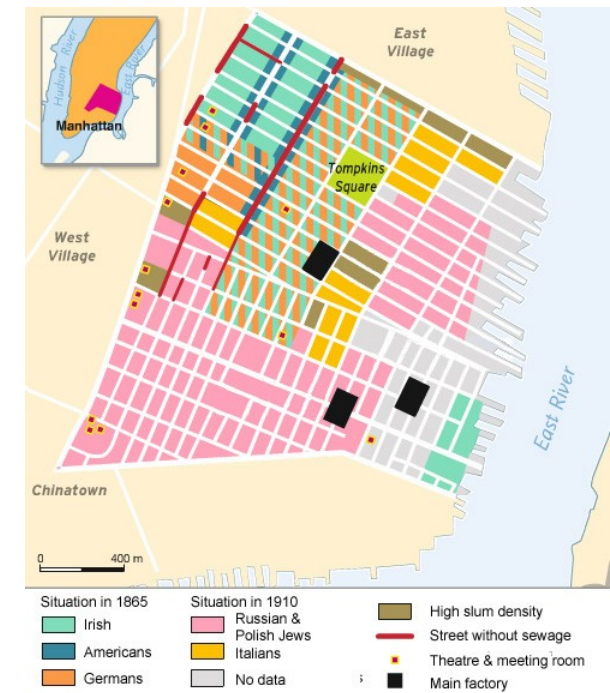 Hudson River
East River
Manhattan
East
Village
Tompkins
Square
West
Village
East River
Chinatown
0 400 m
Situation in 1865
Irish
Americans
Germans
Situation in 1910
Russian &
Polish Jews
Italians
No data
High slum density
Street without sewage
Theatre & meeting room
s
Main factory